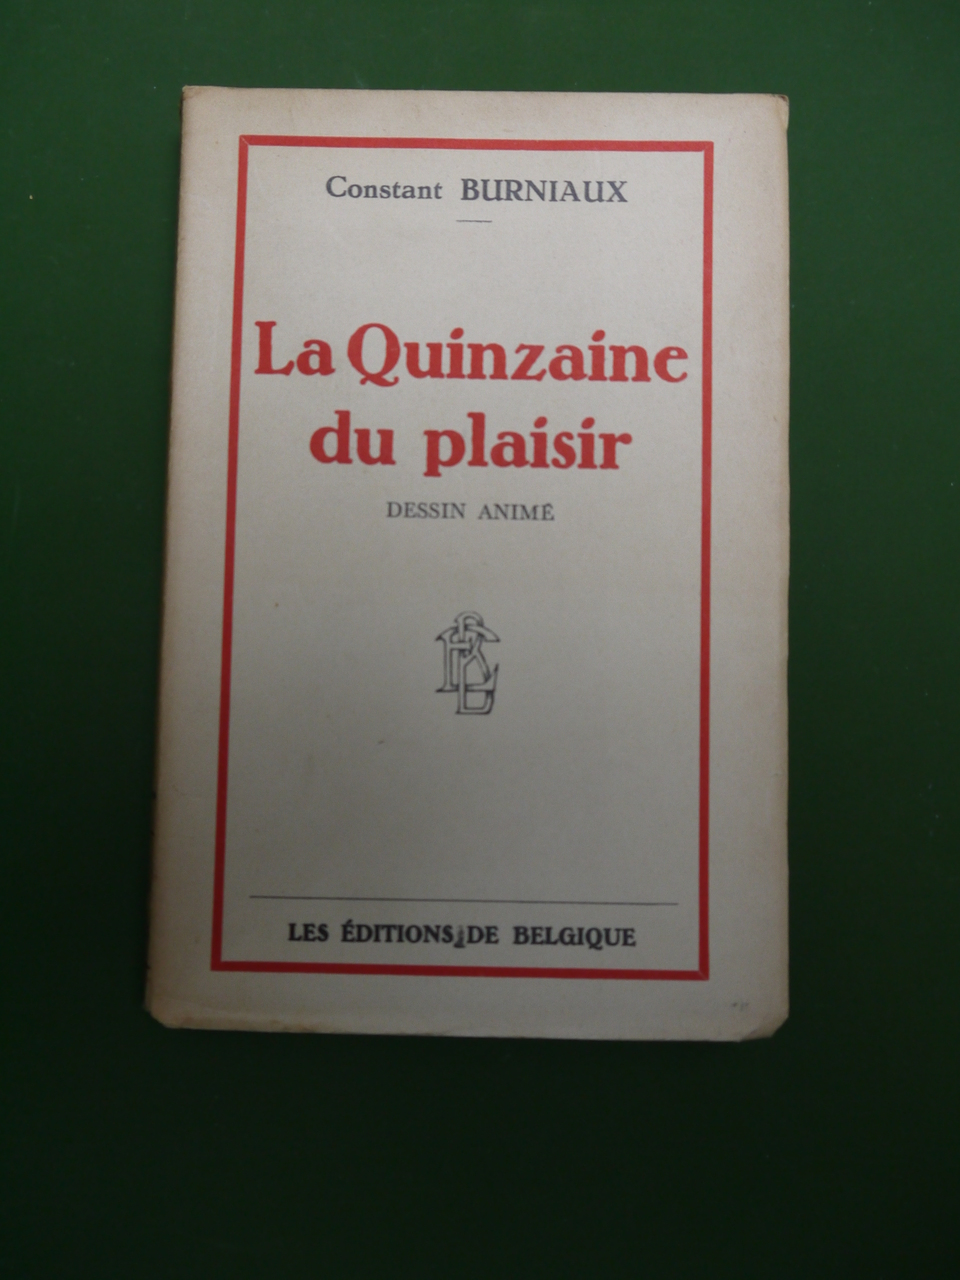 Constant BURNIAUX
La Quinzaine
du plaisir
DESSIN ANIMÉ
LES ÉDITIONS DE BELGIQUE